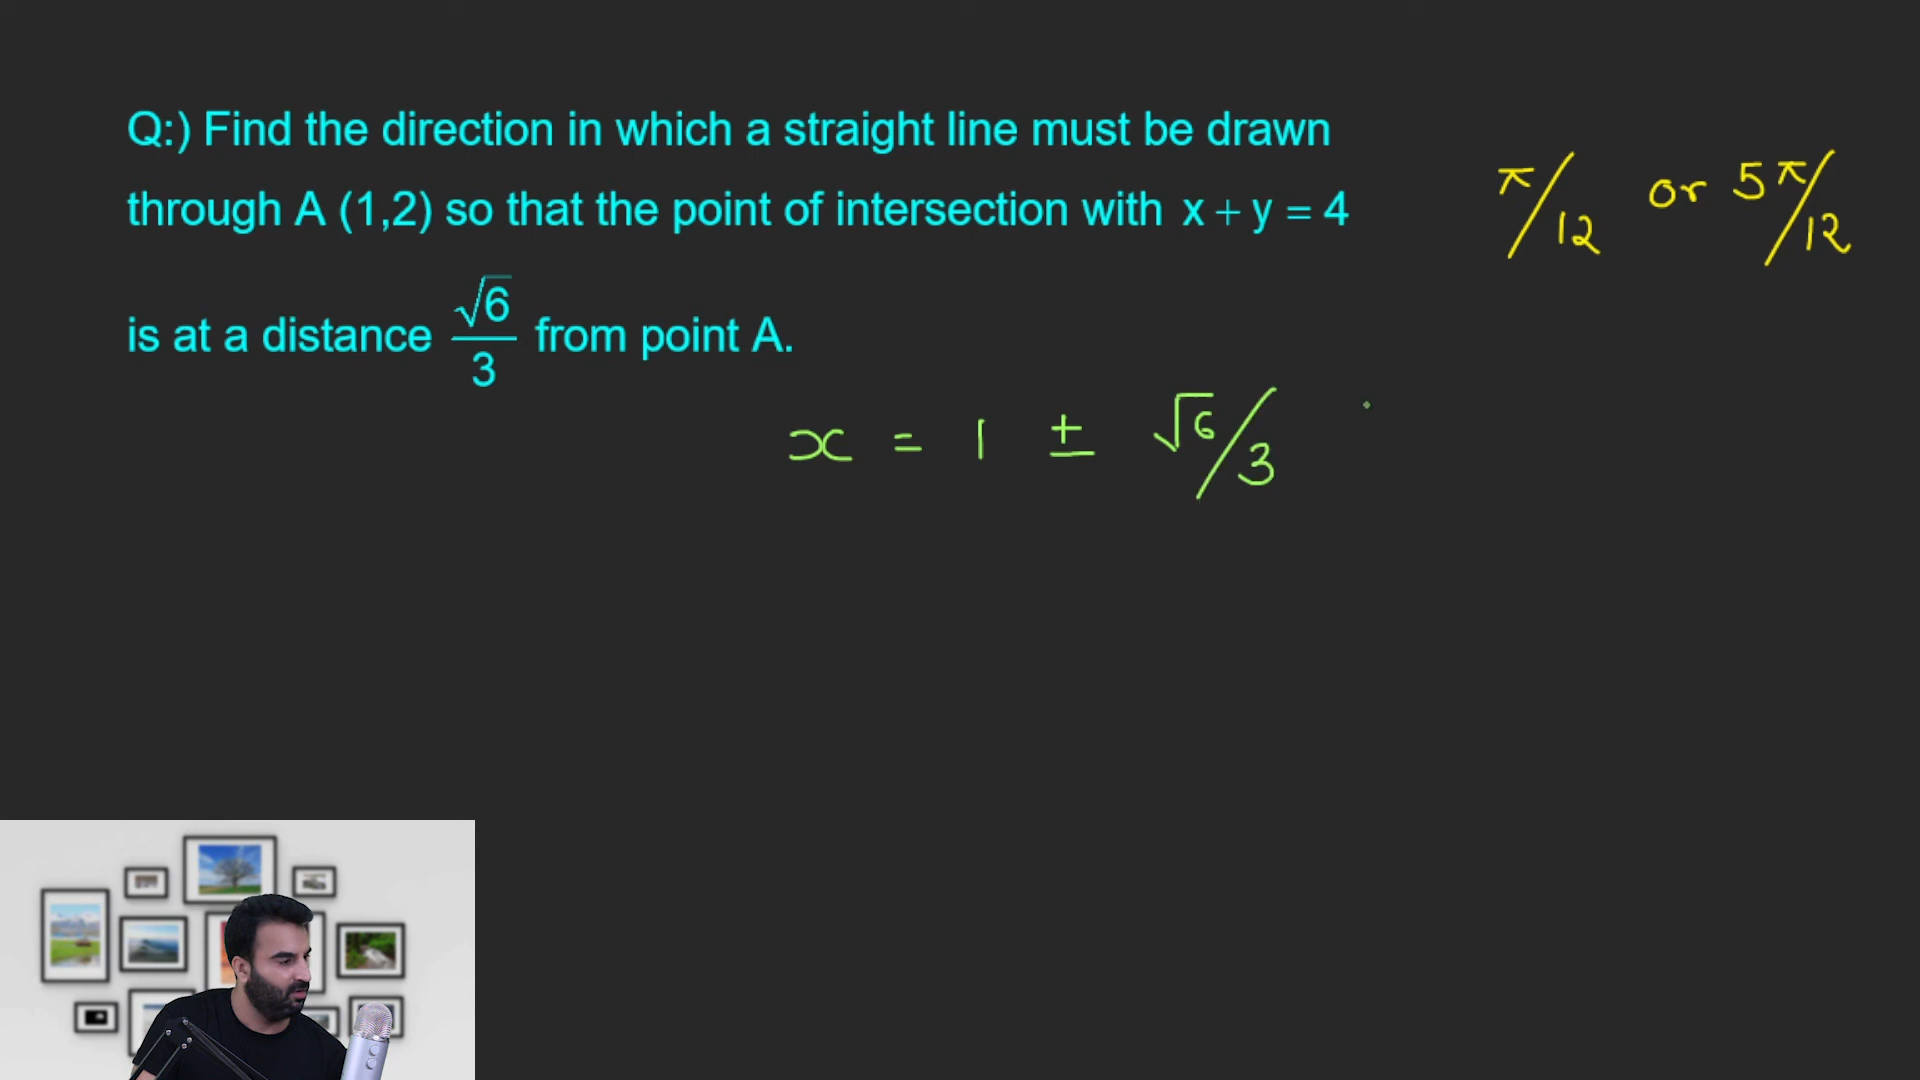 Q:) Find the direction in which a straight line must be drawn
through A (1,2) so that the point of intersection with x + y = 4
is at a distance √6/3 from point A.
π/12 or 5π/12
x = 1 ± √6/3